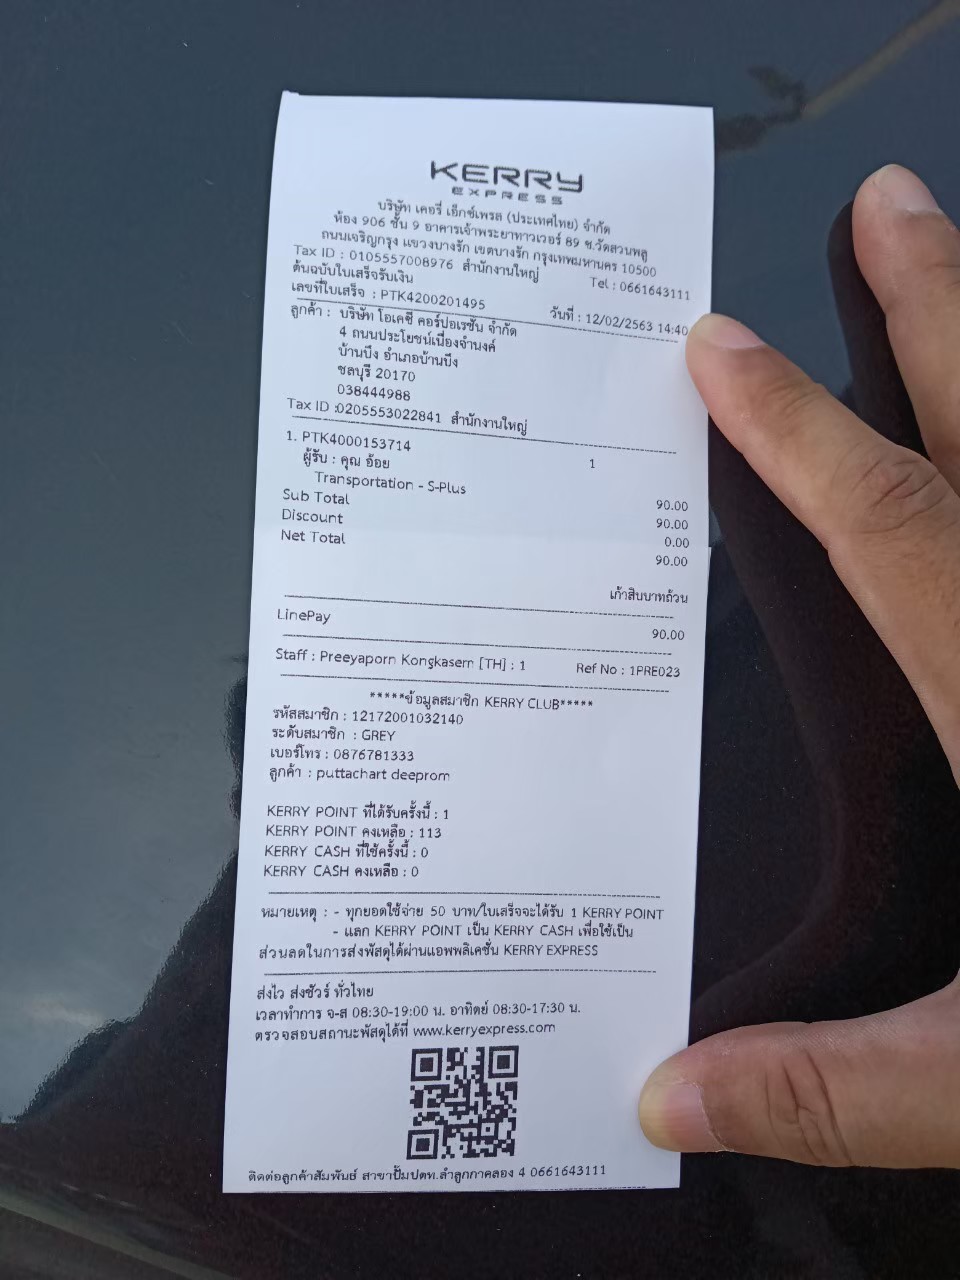 KERRY
EXPRESS
บริษัท เคอรี่ เอ็กซ์เพรส (ประเทศไทย) จำกัด
ห้อง 906 ชั้น 9 อาคารเจ้าพระยาทาวเวอร์ 89 ซ.วัดสวนพลู
ถนนเจริญกรุง แขวงบางรัก เขตบางรัก กรุงเทพมหานคร 10500
Tax ID : 0105557008976 สำนักงานใหญ่ Tel : 0661643111
ต้นฉบับใบเสร็จรับเงิน
เลขที่ใบเสร็จ : PTK4200201495 วันที่ : 12/02/2563 14:40
ลูกค้า : บริษัท โอเคซี คอร์ปอเรชัน จำกัด
4 ถนนประโยชน์เนื่องจำนงค์
บ้านบึง อำเภอบ้านบึง
ชลบุรี 20170
038444988
Tax ID :0205553022841 สำนักงานใหญ่
1. PTK4000153714 1
ผู้รับ : คุณ อ้อย
Transportation - S-Plus 90.00
Sub Total 90.00
Discount 0.00
Net Total 90.00
เก้าสิบบาทถ้วน
LinePay 90.00
Staff : Preeyaporn Kongkasem [TH] : 1 Ref No : 1PRE023
*****ข้อมูลสมาชิก KERRY CLUB*****
รหัสสมาชิก : 12172001032140
ระดับสมาชิก : GREY
เบอร์โทร : 0876781333
ลูกค้า : puttachart deeprom
KERRY POINT ที่ได้รับครั้งนี้ : 1
KERRY POINT คงเหลือ : 113
KERRY CASH ที่ใช้ครั้งนี้ : 0
KERRY CASH คงเหลือ : 0
หมายเหตุ : - ทุกยอดใช้จ่าย 50 บาท/ใบเสร็จจะได้รับ 1 KERRY POINT
- แลก KERRY POINT เป็น KERRY CASH เพื่อใช้เป็น
ส่วนลดในการส่งพัสดุได้ผ่านแอพพลิเคชั่น KERRY EXPRESS
ส่งไว ส่งชัวร์ ทั่วไทย
เวลาทำการ จ-ส 08:30-19:00 น. อาทิตย์ 08:30-17:30 น.
ตรวจสอบสถานะพัสดุได้ที่ www.kerryexpress.com
ติดต่อลูกค้าสัมพันธ์ สาขาปั๊มปตท.ลำลูกกาคลอง 4 0661643111